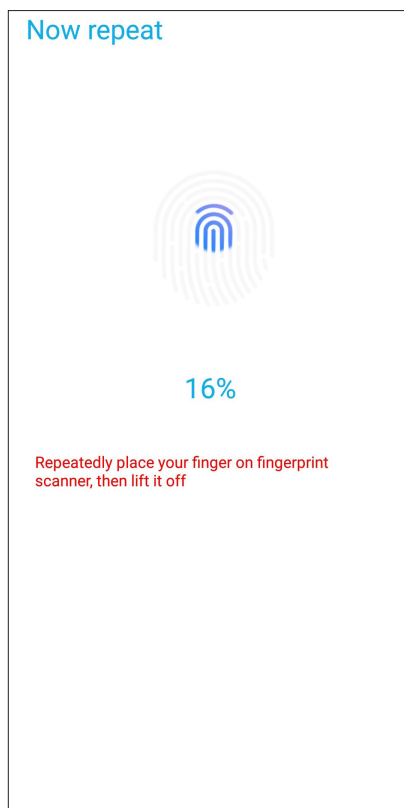 Now repeat
16%
Repeatedly place your finger on fingerprint
scanner, then lift it off